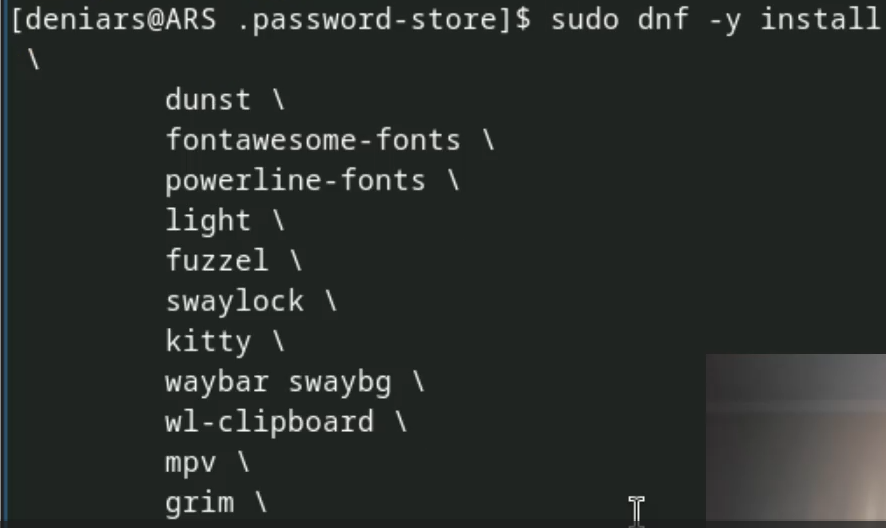 [deniars@ARS .password-store]$ sudo dnf -y install
\
dunst \
fontawesome-fonts \
powerline-fonts \
light \
fuzzel \
swaylock \
kitty \
waybar swaybg \
wl-clipboard \
mpv \
grim \